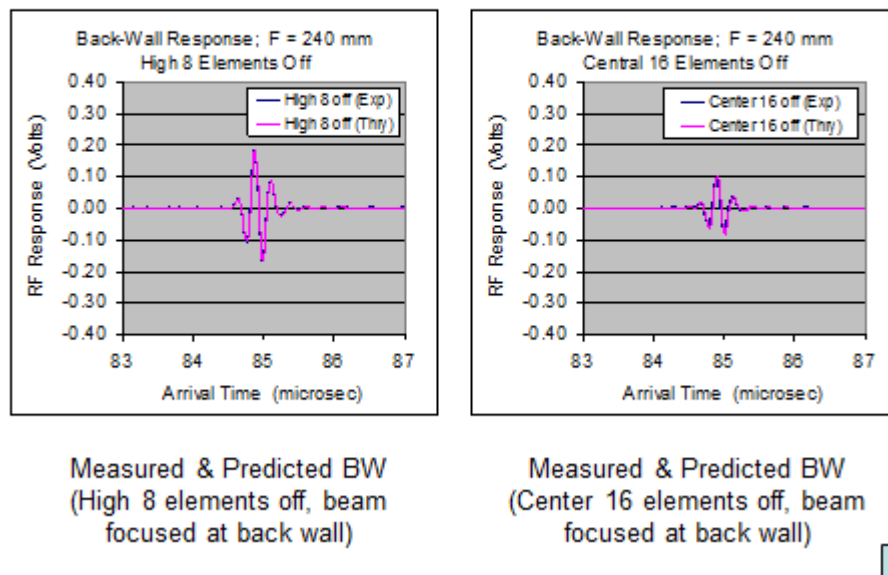 Back-Wall Response; F = 240 mm
High 8 Elements Off
High 8 off (Exp)
High 8 off (Thry)
RF Response (Volts)
0.40
0.30
0.20
0.10
0.00
-0.10
-0.20
-0.30
-0.40
83 84 85 86 87
Arrival Time (microsec)
Measured & Predicted BW
(High 8 elements off, beam
focused at back wall)
Back-Wall Response; F = 240 mm
Central 16 Elements Off
Center 16 off (Exp)
Center 16 off (Thry)
RF Response (Volts)
0.40
0.30
0.20
0.10
0.00
-0.10
-0.20
-0.30
-0.40
83 84 85 86 87
Arrival Time (microsec)
Measured & Predicted BW
(Center 16 elements off, beam
focused at back wall)